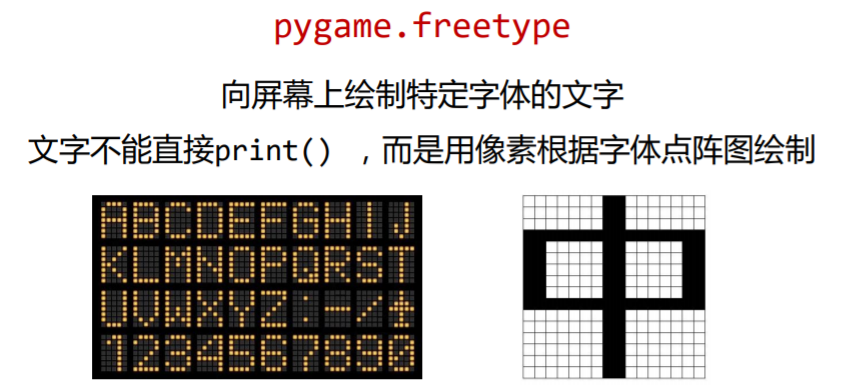 pygame.freetype
向屏幕上绘制特定字体的文字
文字不能直接print() ，而是用像素根据字体点阵图绘制
ABCDEFGHIJ
KLMNOPQRST
UVWXYZ:-/+
1234567890
中